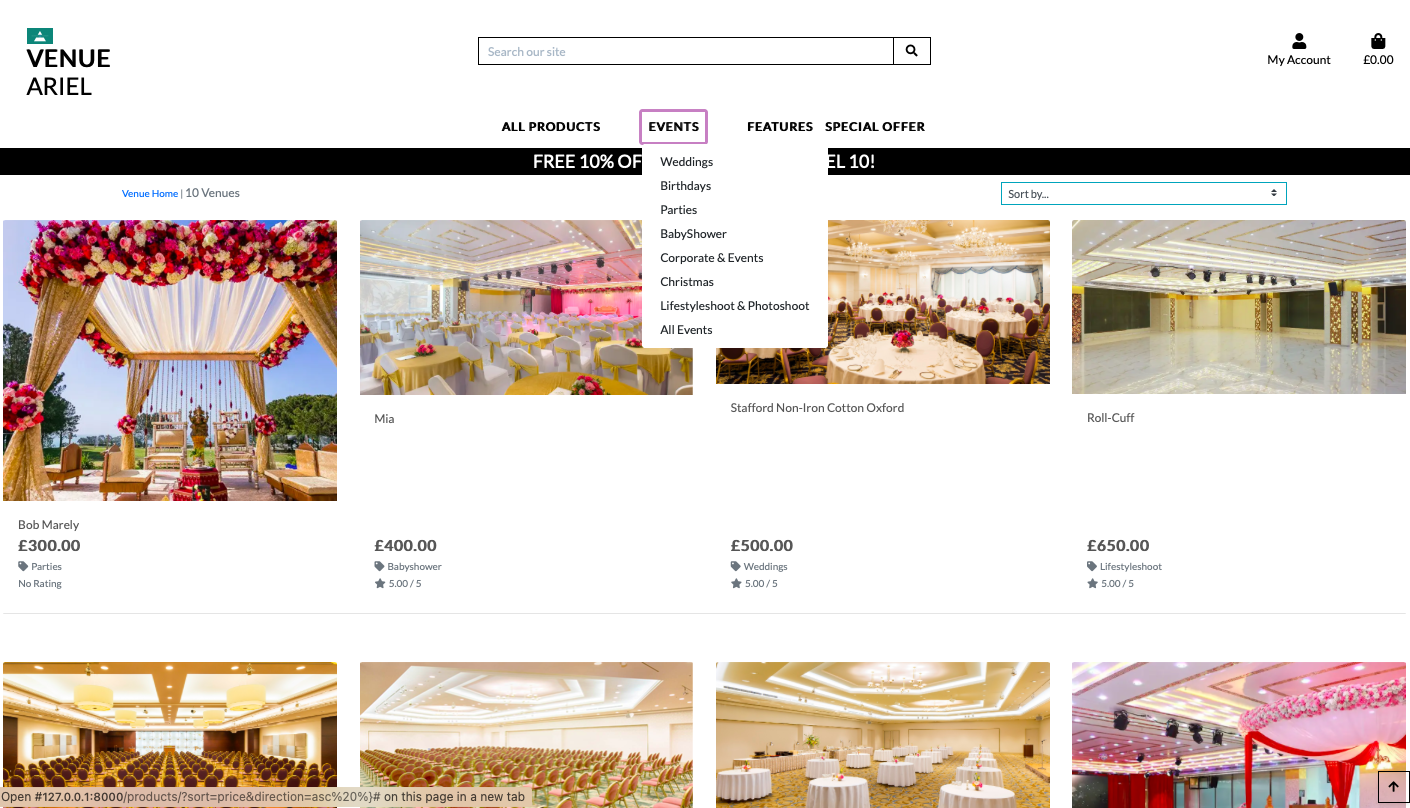 VENUE
ARIEL
Search our site
My Account
£0.00
ALL PRODUCTS
EVENTS
FEATURES
SPECIAL OFFER
FREE 10% OF
EL 10!
Weddings
Birthdays
Parties
BabyShower
Corporate & Events
Christmas
Lifestyleshoot & Photoshoot
All Events
Venue Home | 10 Venues
Sort by...
Bob Marely
£300.00
Parties
No Rating
Mia
£400.00
Babyshower
5.00 / 5
Stafford Non-Iron Cotton Oxford
£500.00
Weddings
5.00 / 5
Roll-Cuff
£650.00
Lifestyleshoot
5.00 / 5
Open #127.0.0.1:8000/products/?sort=price&direction=asc%20%}# on this page in a new tab